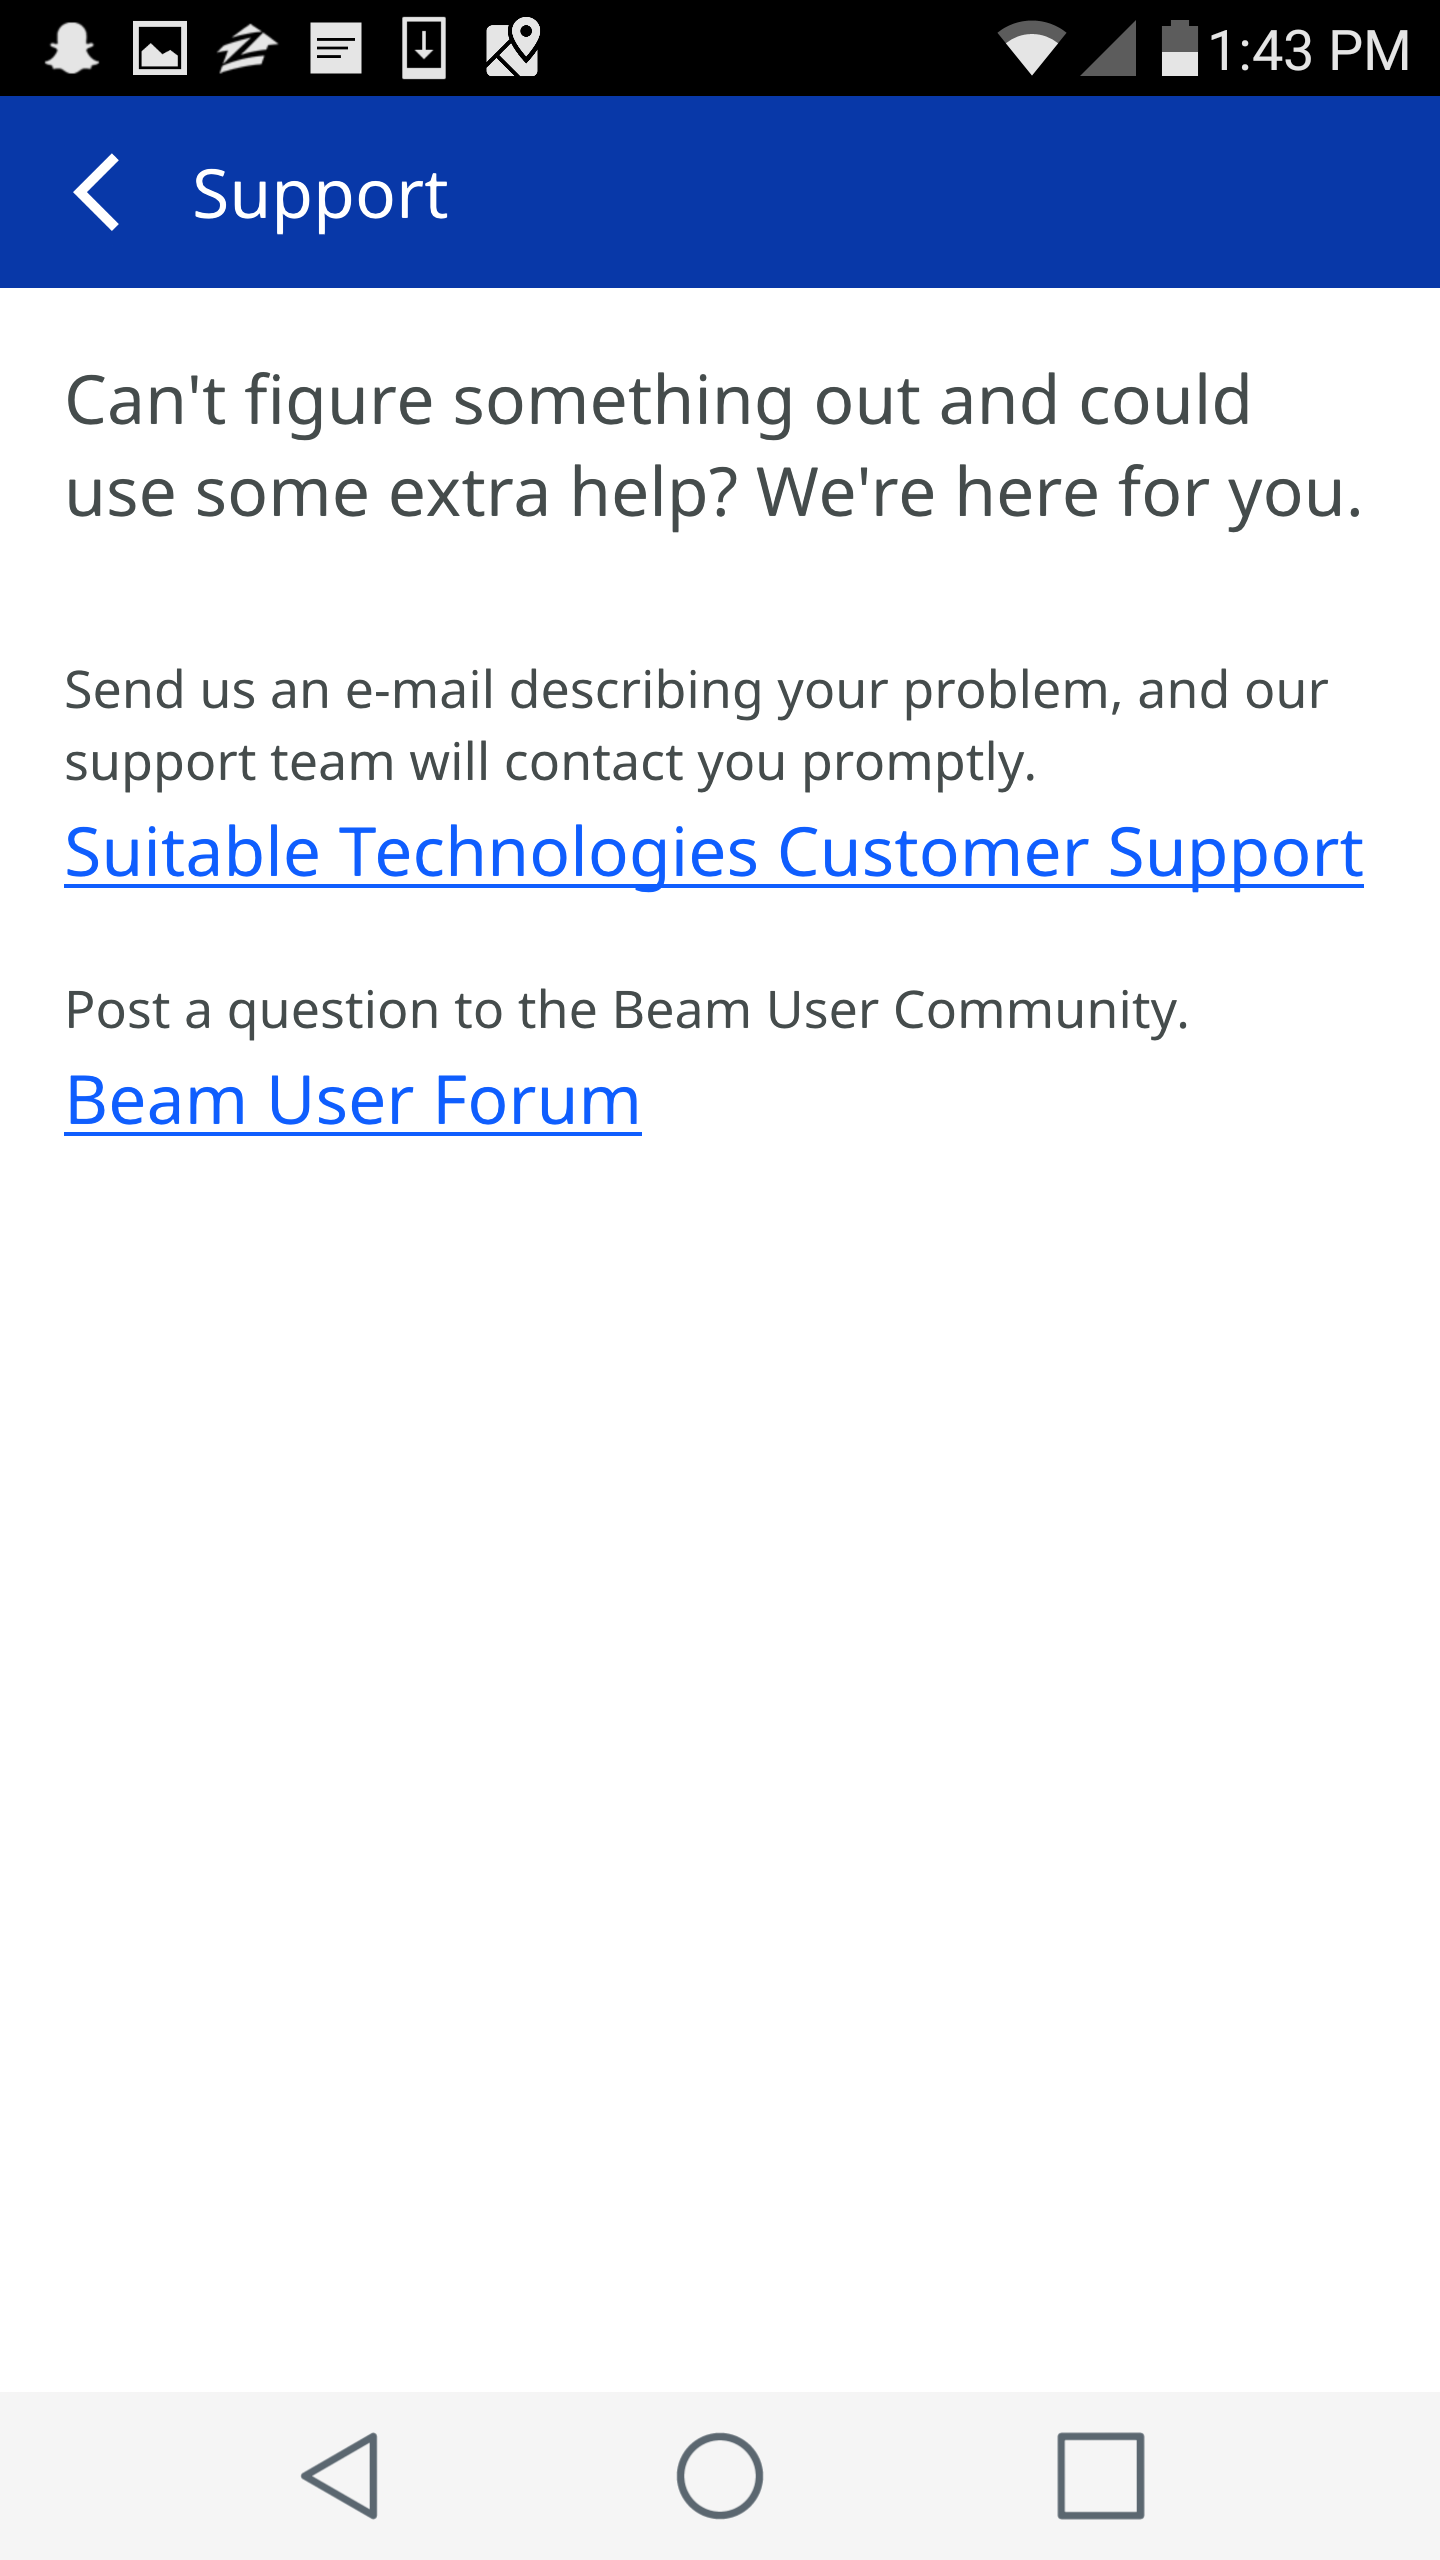 1:43 PM
Support
Can't figure something out and could
use some extra help? We're here for you.
Send us an e-mail describing your problem, and our
support team will contact you promptly.
Suitable Technologies Customer Support
Post a question to the Beam User Community.
Beam User Forum